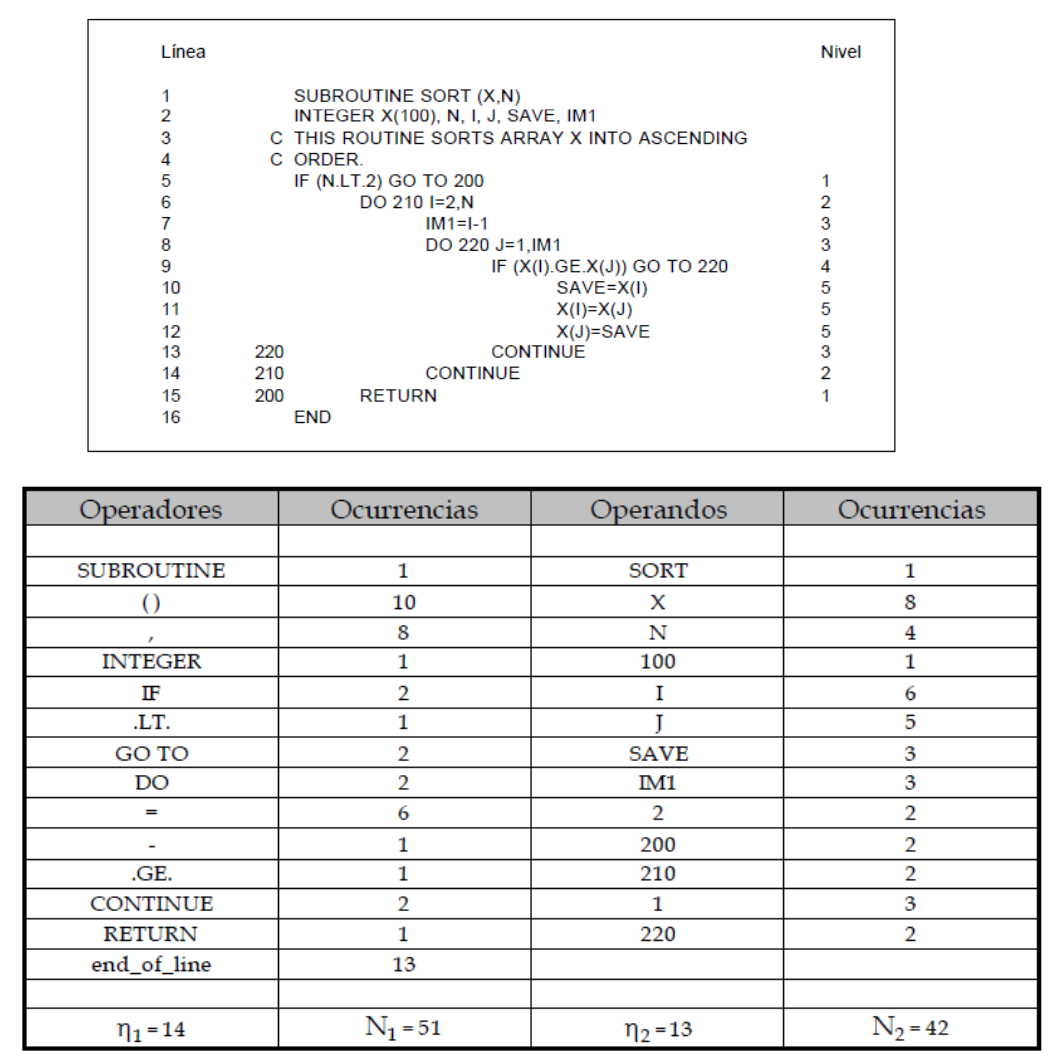 Línea Nivel
1 SUBROUTINE SORT (X,N)
2 INTEGER X(100), N, I, J, SAVE, IM1
3 C THIS ROUTINE SORTS ARRAY X INTO ASCENDING
4 C ORDER.
5 IF (N.LT.2) GO TO 200 1
6 DO 210 I=2,N 2
7 IM1=I-1 3
8 DO 220 J=1,IM1 3
9 IF (X(I).GE.X(J)) GO TO 220 4
10 SAVE=X(I) 5
11 X(I)=X(J) 5
12 X(J)=SAVE 5
13 220 CONTINUE 3
14 210 CONTINUE 2
15 200 RETURN 1
16 END
Operadores Ocurrencias Operandos Ocurrencias
SUBROUTINE 1 SORT 1
() 10 X 8
, 8 N 4
INTEGER 1 100 1
IF 2 I 6
.LT. 1 J 5
GO TO 2 SAVE 3
DO 2 IM1 3
= 6 2 2
- 1 200 2
.GE. 1 210 2
CONTINUE 2 1 3
RETURN 1 220 2
end_of_line 13
η1 = 14 N1 = 51 η2 = 13 N2 = 42